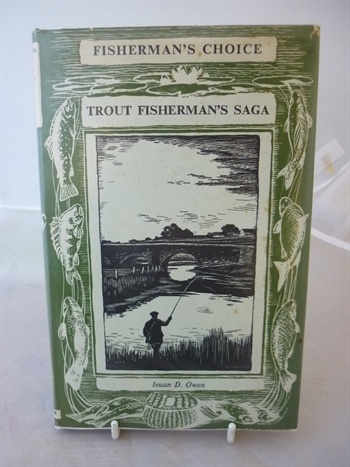 FISHERMAN'S CHOICE
TROUT FISHERMAN'S SAGA
Ieuan D. Owen